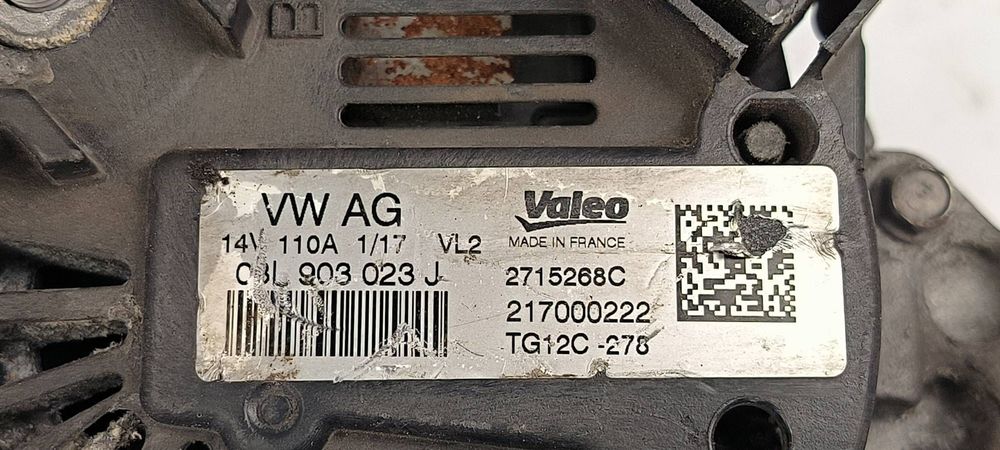 B
VW AG
14V 110A 1/17 VL2
03L 903 023 J
Valeo
MADE IN FRANCE
2715268C
217000222
TG12C -278